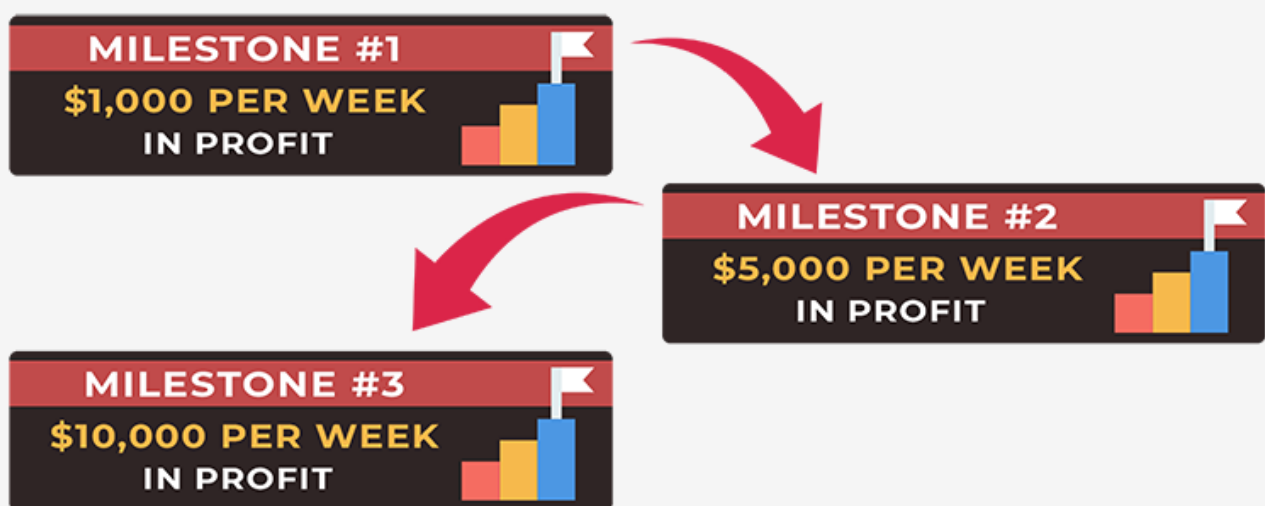 MILESTONE #1
$1,000 PER WEEK
IN PROFIT
MILESTONE #2
$5,000 PER WEEK
IN PROFIT
MILESTONE #3
$10,000 PER WEEK
IN PROFIT